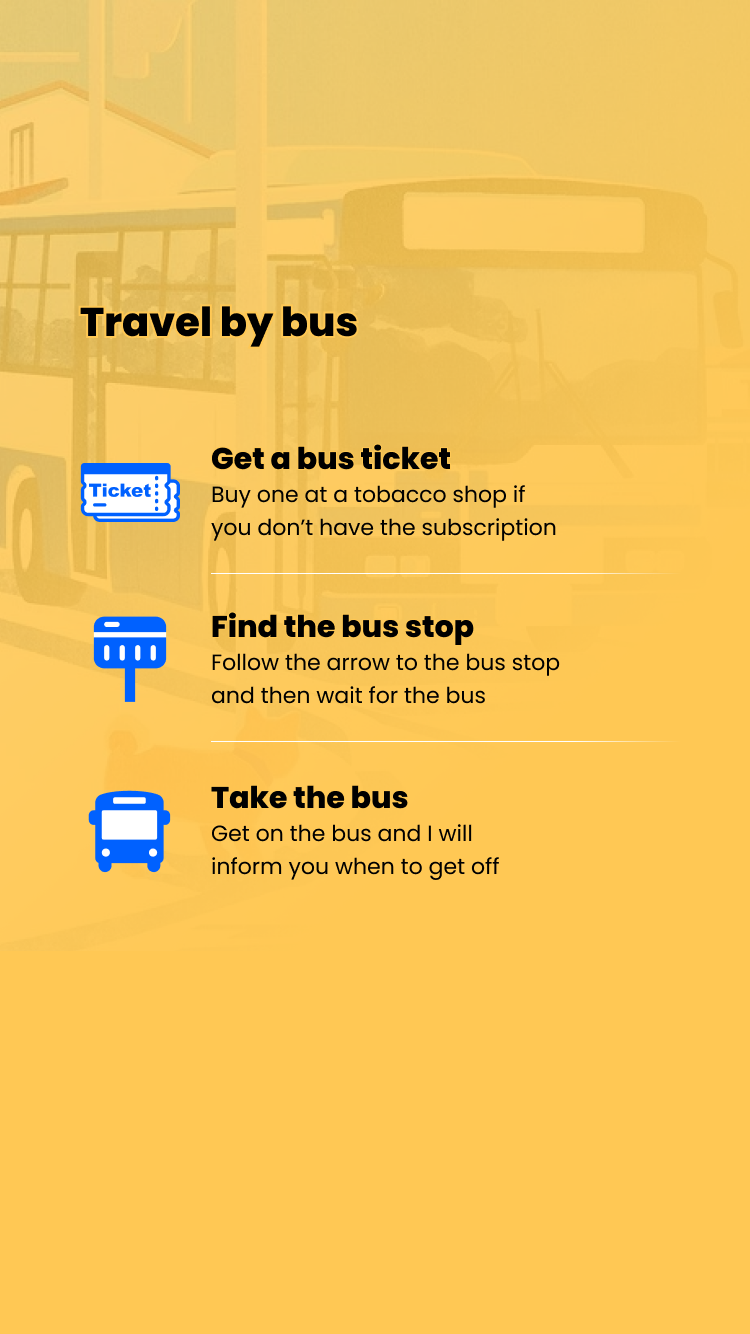 Travel by bus
Get a bus ticket
Ticket
Buy one at a tobacco shop if
you don’t have the subscription
Find the bus stop
Follow the arrow to the bus stop
and then wait for the bus
Take the bus
Get on the bus and I will
inform you when to get off